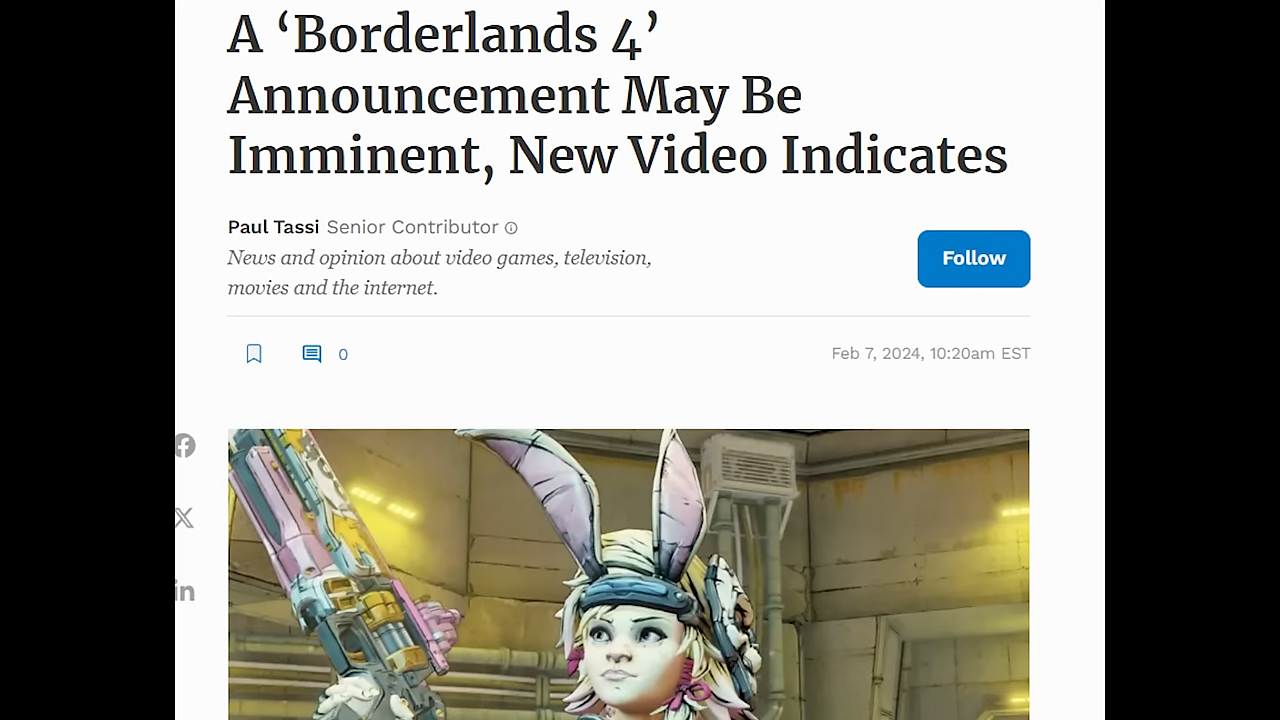 A ‘Borderlands 4’
Announcement May Be
Imminent, New Video Indicates
Paul Tassi Senior Contributor
News and opinion about video games, television,
movies and the internet.
Follow
0
Feb 7, 2024, 10:20am EST
in